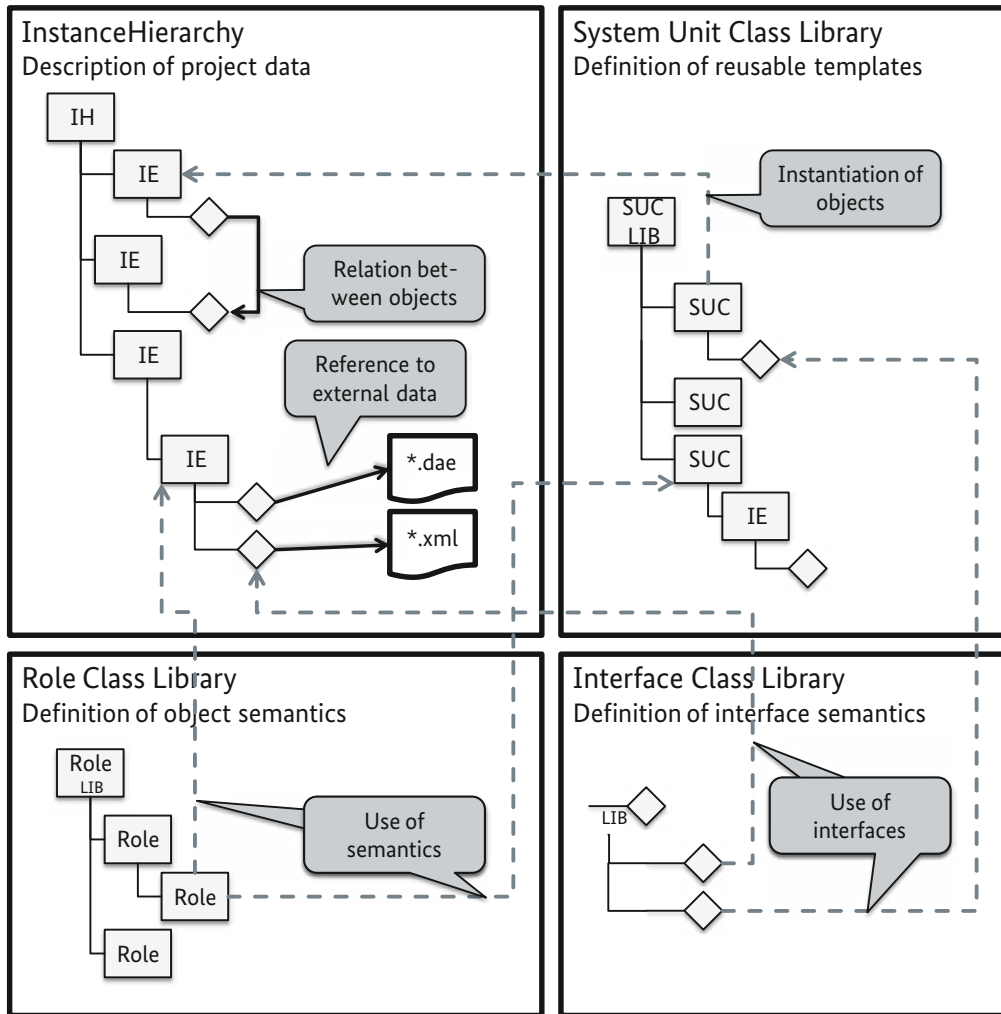 InstanceHierarchy
Description of project data
IH
IE
IE
Relation bet-
ween objects
IE
Reference to
external data
IE
*.dae
*.xml
System Unit Class Library
Definition of reusable templates
Instantiation of
objects
SUC
LIB
SUC
SUC
SUC
IE
Role Class Library
Definition of object semantics
Role
LIB
Role
Role
Role
Use of
semantics
Interface Class Library
Definition of interface semantics
LIB
Use of
interfaces